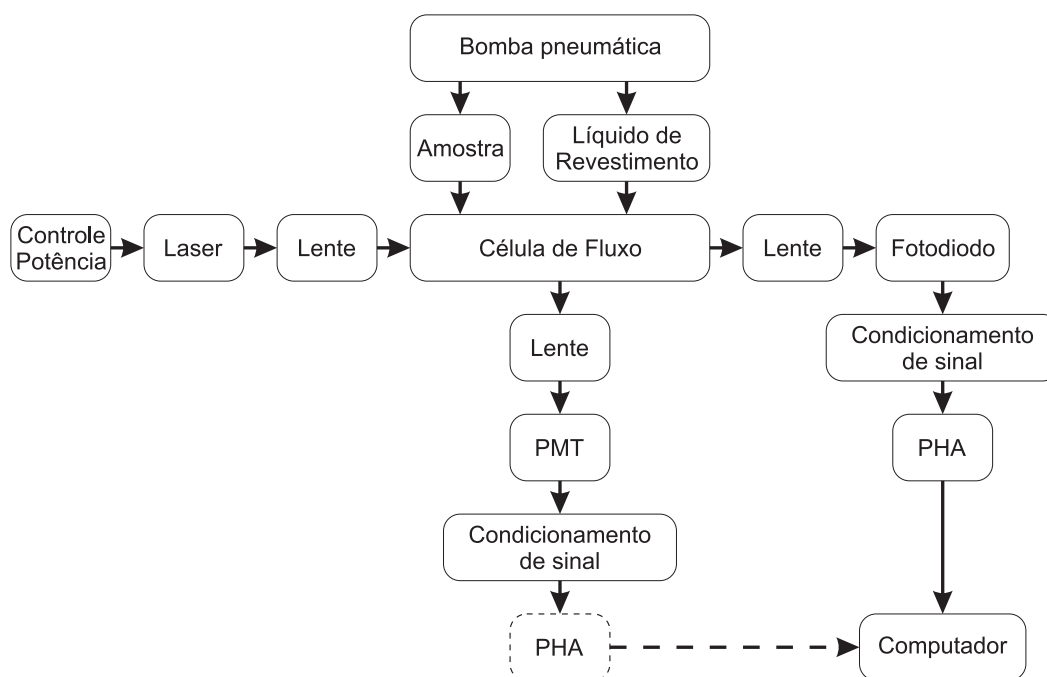 Bomba pneumática
Amostra
Líquido de
Revestimento
Controle
Potência
Laser
Lente
Célula de Fluxo
Lente
Fotodiodo
Lente
Condicionamento
de sinal
PMT
PHA
Condicionamento
de sinal
PHA
Computador